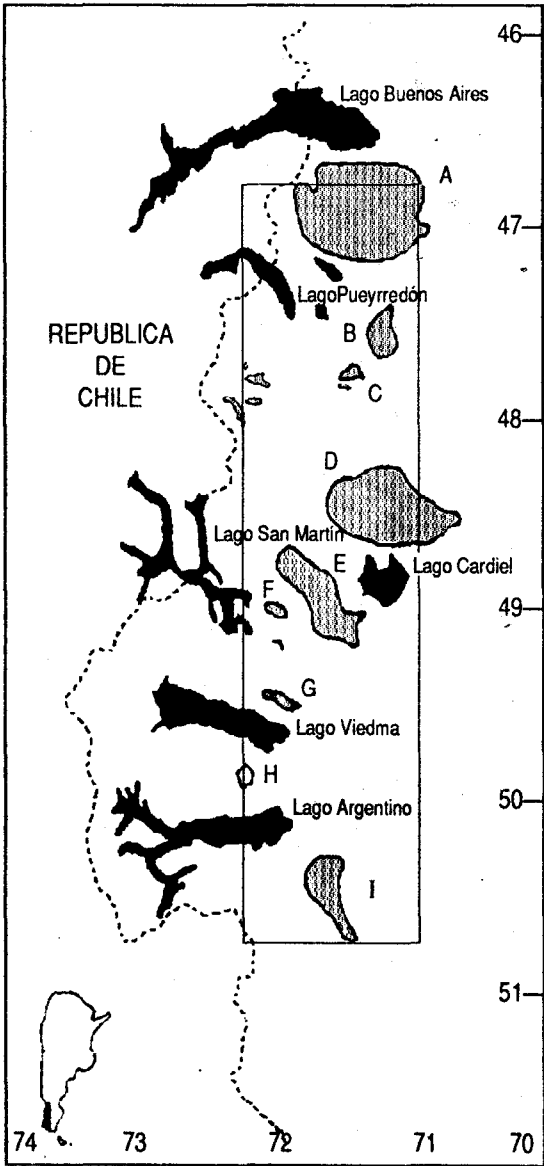 46
Lago Buenos Aires
A
47
LagoPueyrredón
REPUBLICA
DE
CHILE
B
C
48
D
Lago San Martín
E
Lago Cardiel
F
49
G
Lago Viedma
H
50
Lago Argentino
I
51
74
73
72
71
70